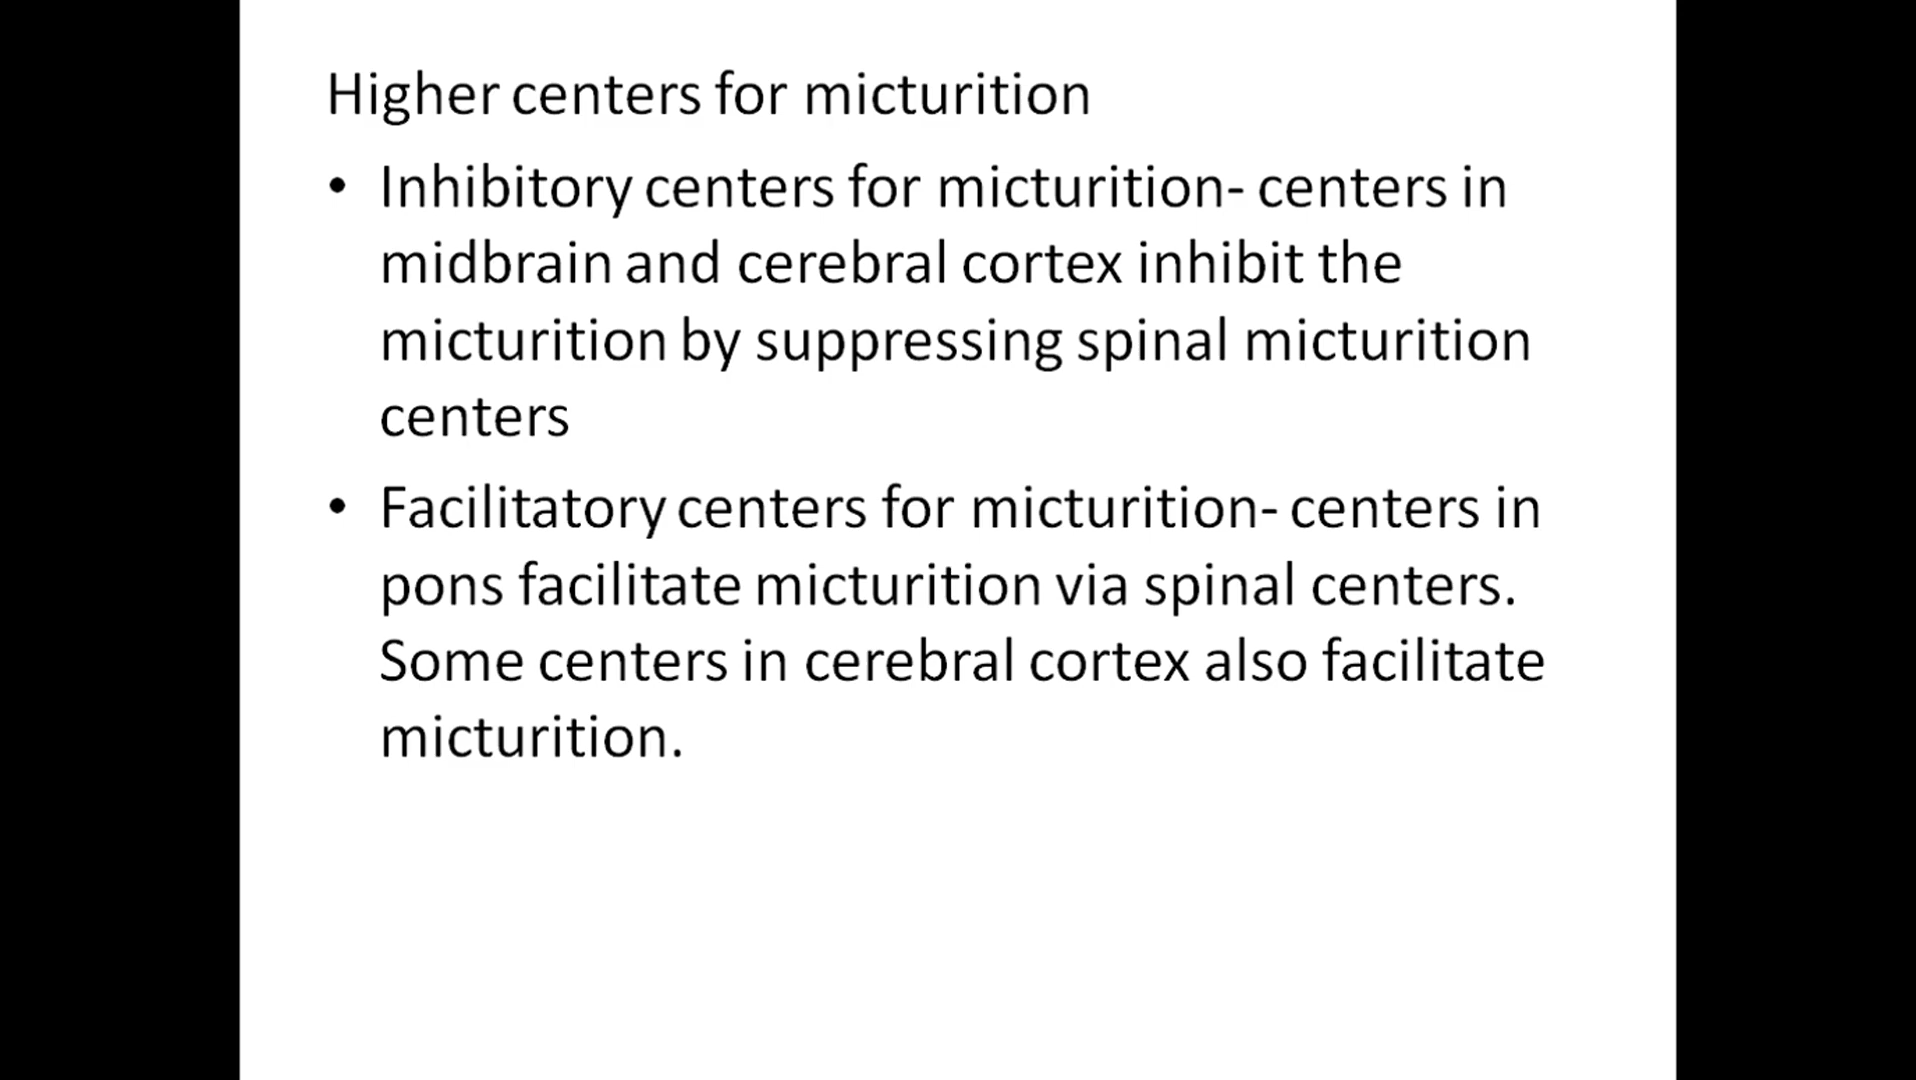 Higher centers for micturition
• Inhibitory centers for micturition- centers in
midbrain and cerebral cortex inhibit the
micturition by suppressing spinal micturition
centers
• Facilitatory centers for micturition- centers in
pons facilitate micturition via spinal centers.
Some centers in cerebral cortex also facilitate
micturition.